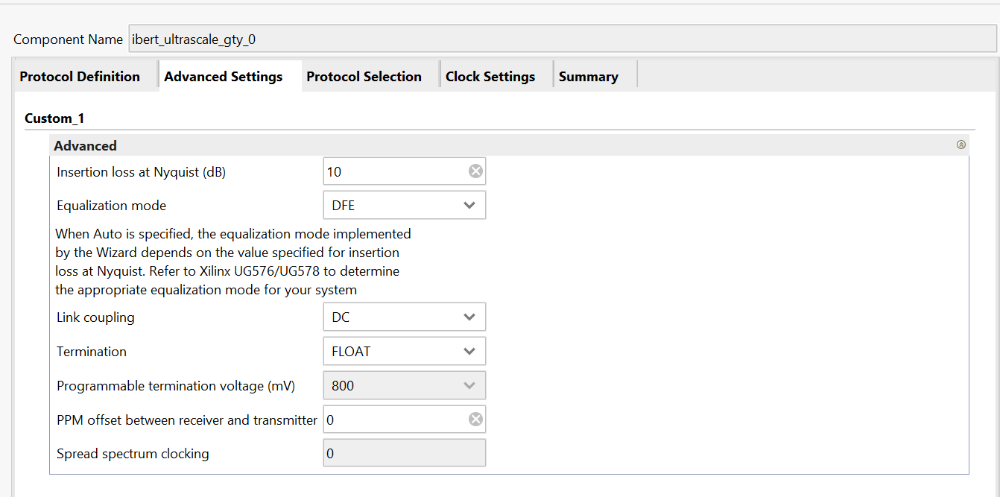 Component Name ibert_ultrascale_gty_0
Protocol Definition Advanced Settings Protocol Selection Clock Settings Summary
Custom_1
Advanced
Insertion loss at Nyquist (dB) 10
Equalization mode DFE
When Auto is specified, the equalization mode implemented
by the Wizard depends on the value specified for insertion
loss at Nyquist. Refer to Xilinx UG576/UG578 to determine
the appropriate equalization mode for your system
Link coupling DC
Termination FLOAT
Programmable termination voltage (mV) 800
PPM offset between receiver and transmitter 0
Spread spectrum clocking 0